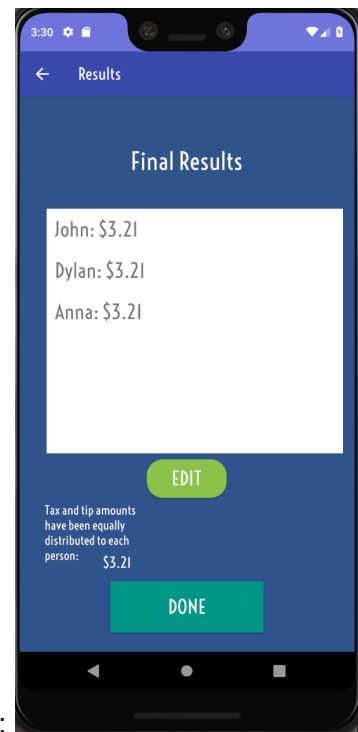 3:30
Results
Final Results
John: $3.21
Dylan: $3.21
Anna: $3.21
EDIT
Tax and tip amounts
have been equally
distributed to each
person: $3.21
DONE
: